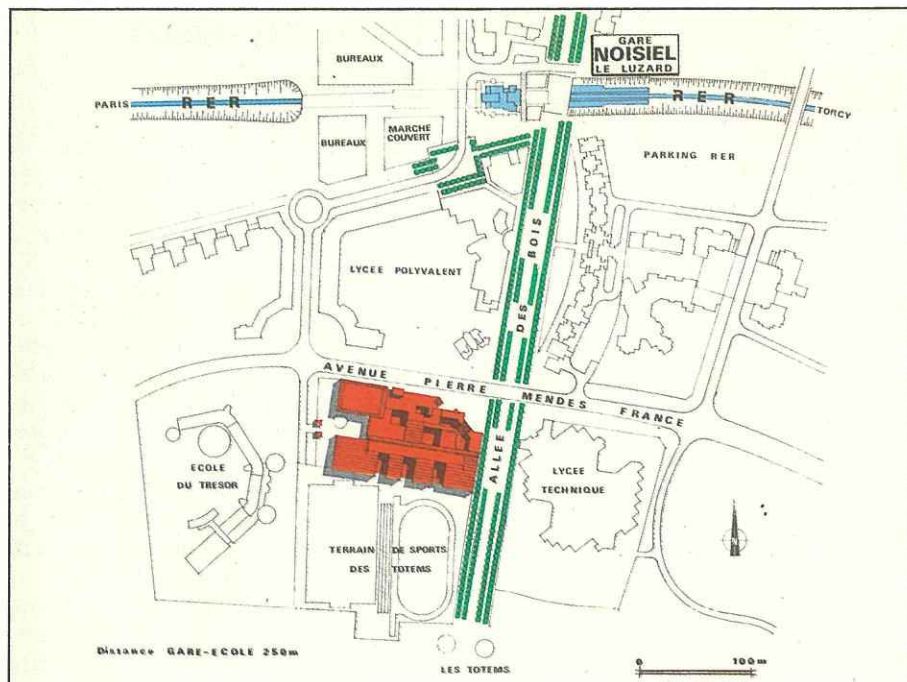 GARE
NOISIEL
LE LUZARD
BUREAUX
PARIS
RER
RER
TORCY
BUREAUX
MARCHE
COUVERT
PARKING RER
LYCEE POLYVALENT
ALLEE DES BOIS
AVENUE PIERRE MENDES FRANCE
ECOLE
DU TRESOR
LYCEE
TECHNIQUE
TERRAIN DE SPORTS
DES TOTEMS
N
Distance GARE-ECOLE 250m
LES TOTEMS
0 100m